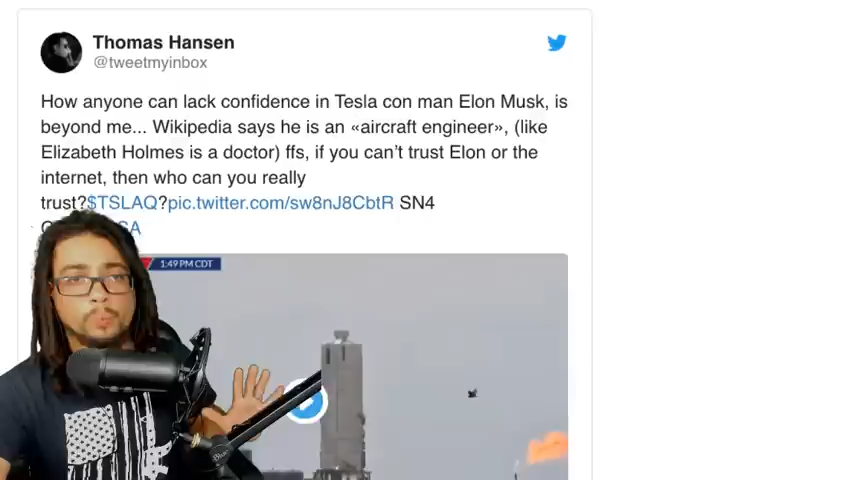 Thomas Hansen
@tweetmyinbox
How anyone can lack confidence in Tesla con man Elon Musk, is
beyond me... Wikipedia says he is an «aircraft engineer», (like
Elizabeth Holmes is a doctor) ffs, if you can't trust Elon or the
internet, then who can you really
trust?$TSLAQ?pic.twitter.com/sw8nJ8CbtR SN4
1:49 PM CDT